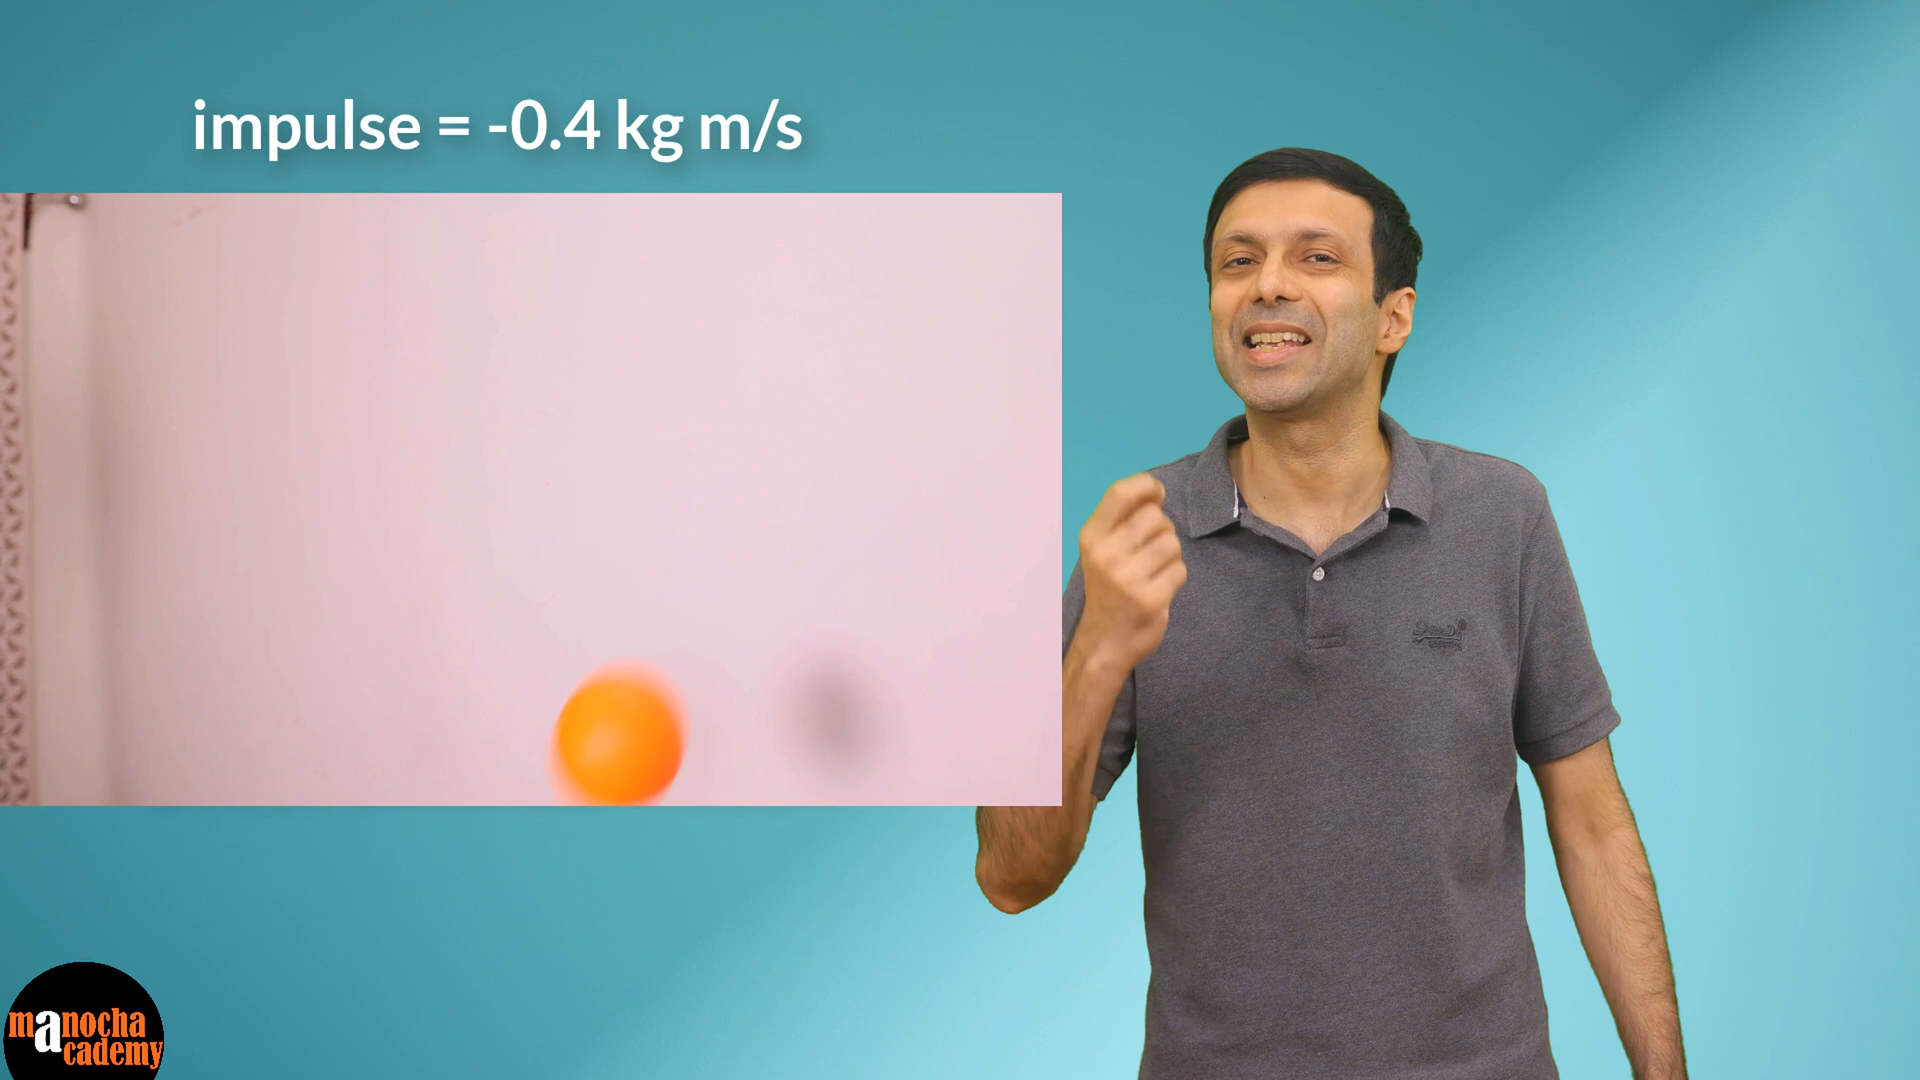 impulse = -0.4 kg m/s
manocha
academy